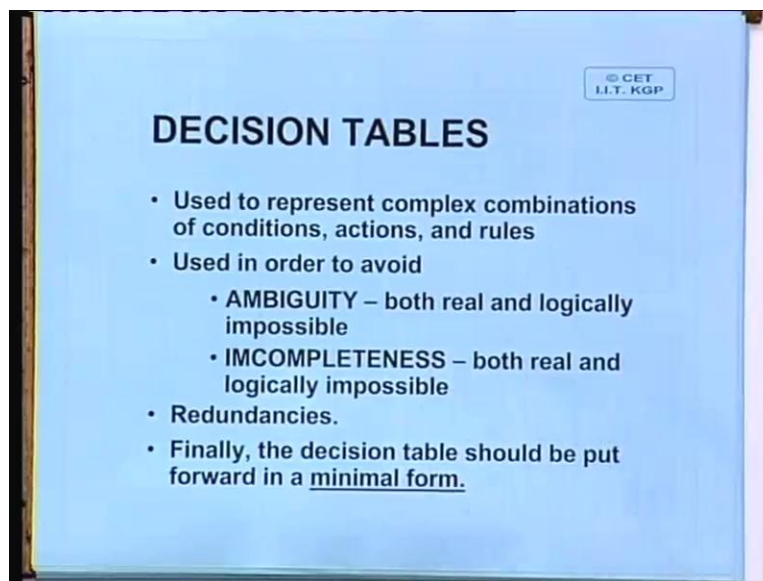 © CET
I.I.T. KGP
DECISION TABLES
• Used to represent complex combinations
of conditions, actions, and rules
• Used in order to avoid
• AMBIGUITY – both real and logically
impossible
• IMCOMPLETENESS – both real and
logically impossible
• Redundancies.
• Finally, the decision table should be put
forward in a minimal form.